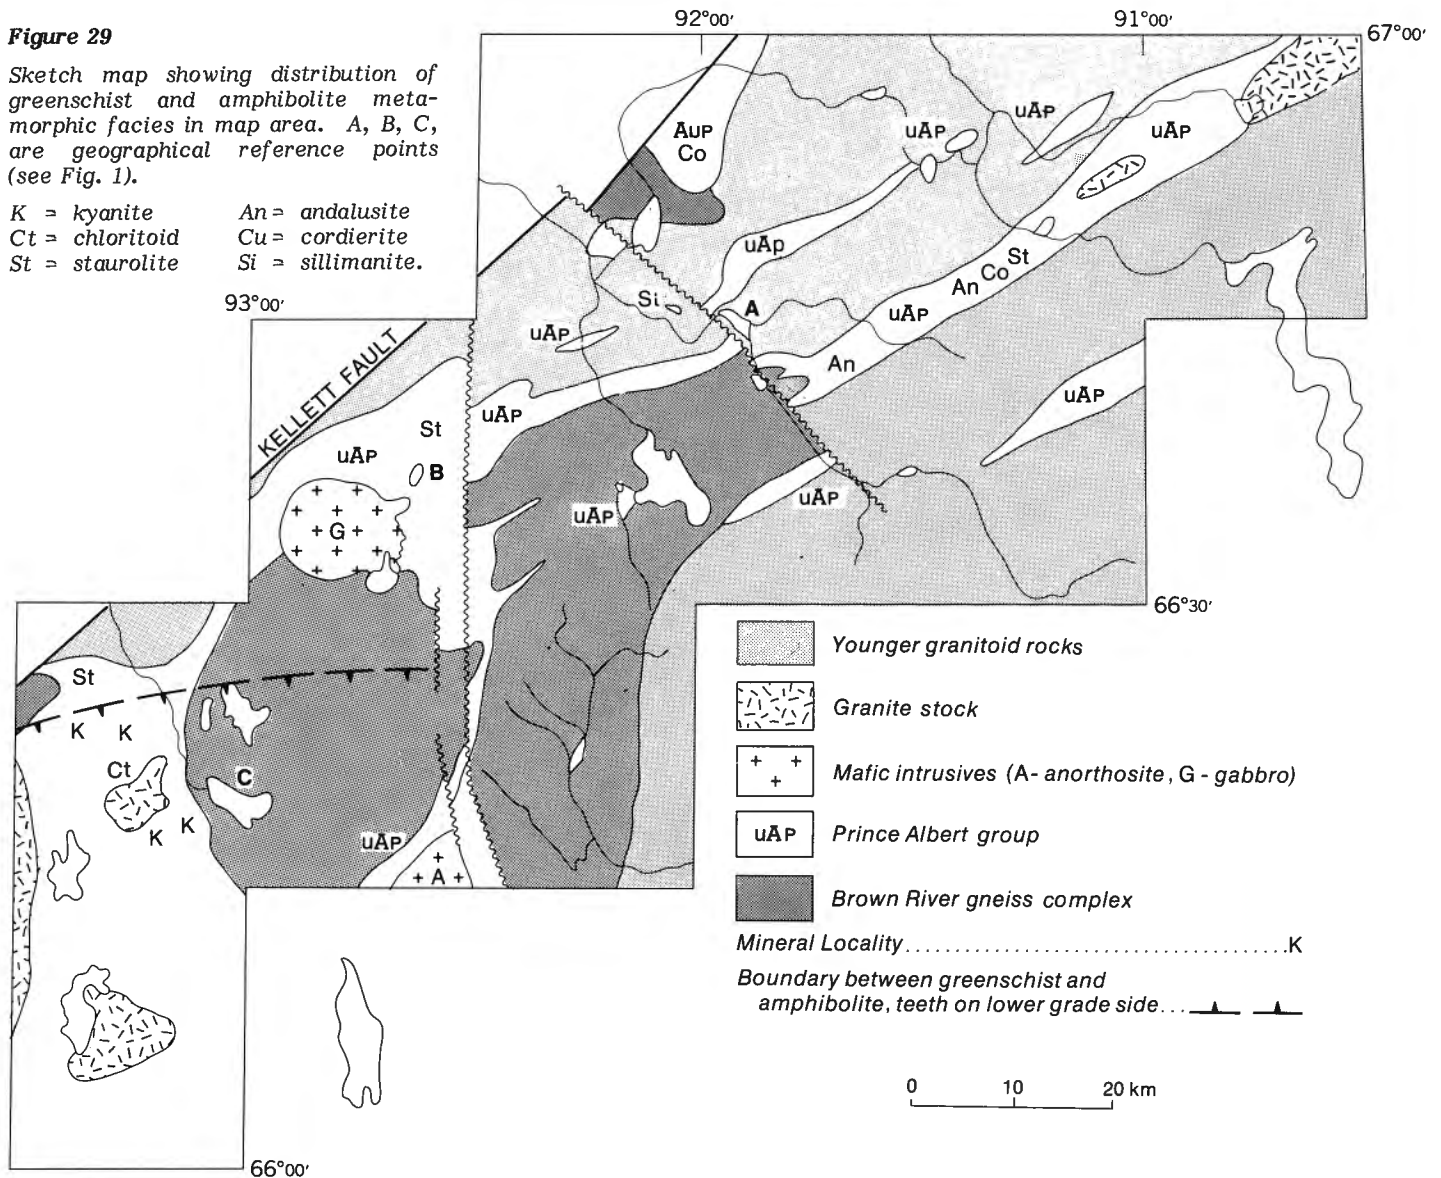 Figure 29
Sketch map showing distribution of
greenschist and amphibolite meta-
morphic facies in map area. A, B, C,
are geographical reference points
(see Fig. 1).
K = kyanite An = andalusite
Ct = chloritoid Cu = cordierite
St = staurolite Si = sillimanite.
92°00′ 91°00′
67°00′
93°00′
AuP
Co
uAP
uAP
uAP
uAp
St
Co
An
uAP
Si
A
uAP
An
uAP
KELLETT FAULT
uAP
St
uAP
B
G
uAP
uAP
66°30′
St
K K
Ct
C
K K
uAP
A
66°00′
Younger granitoid rocks
Granite stock
Mafic intrusives (A- anorthosite, G - gabbro)
uAP Prince Albert group
Brown River gneiss complex
Mineral Locality.......................................K
Boundary between greenschist and
amphibolite, teeth on lower grade side...
0 10 20 km